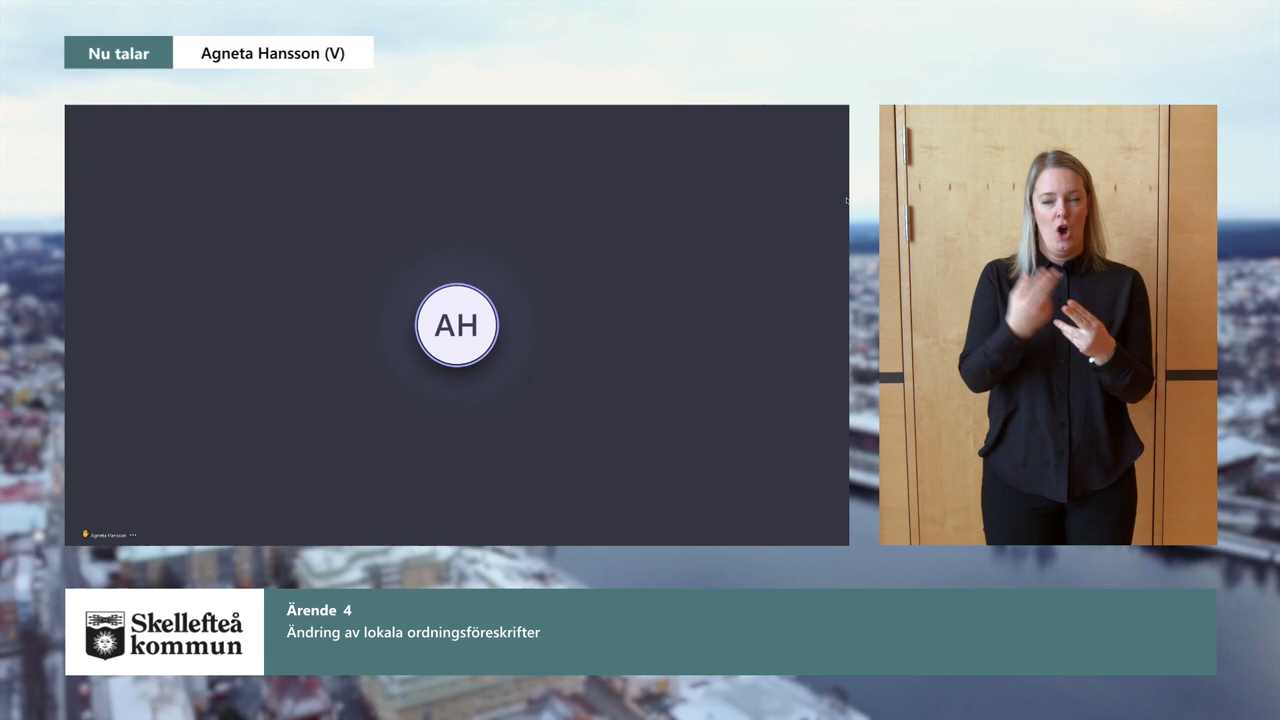 Nu talar
Agneta Hansson (V)
AH
Agneta Hansson
Skellefteå
kommun
Ärende 4
Ändring av lokala ordningsföreskrifter